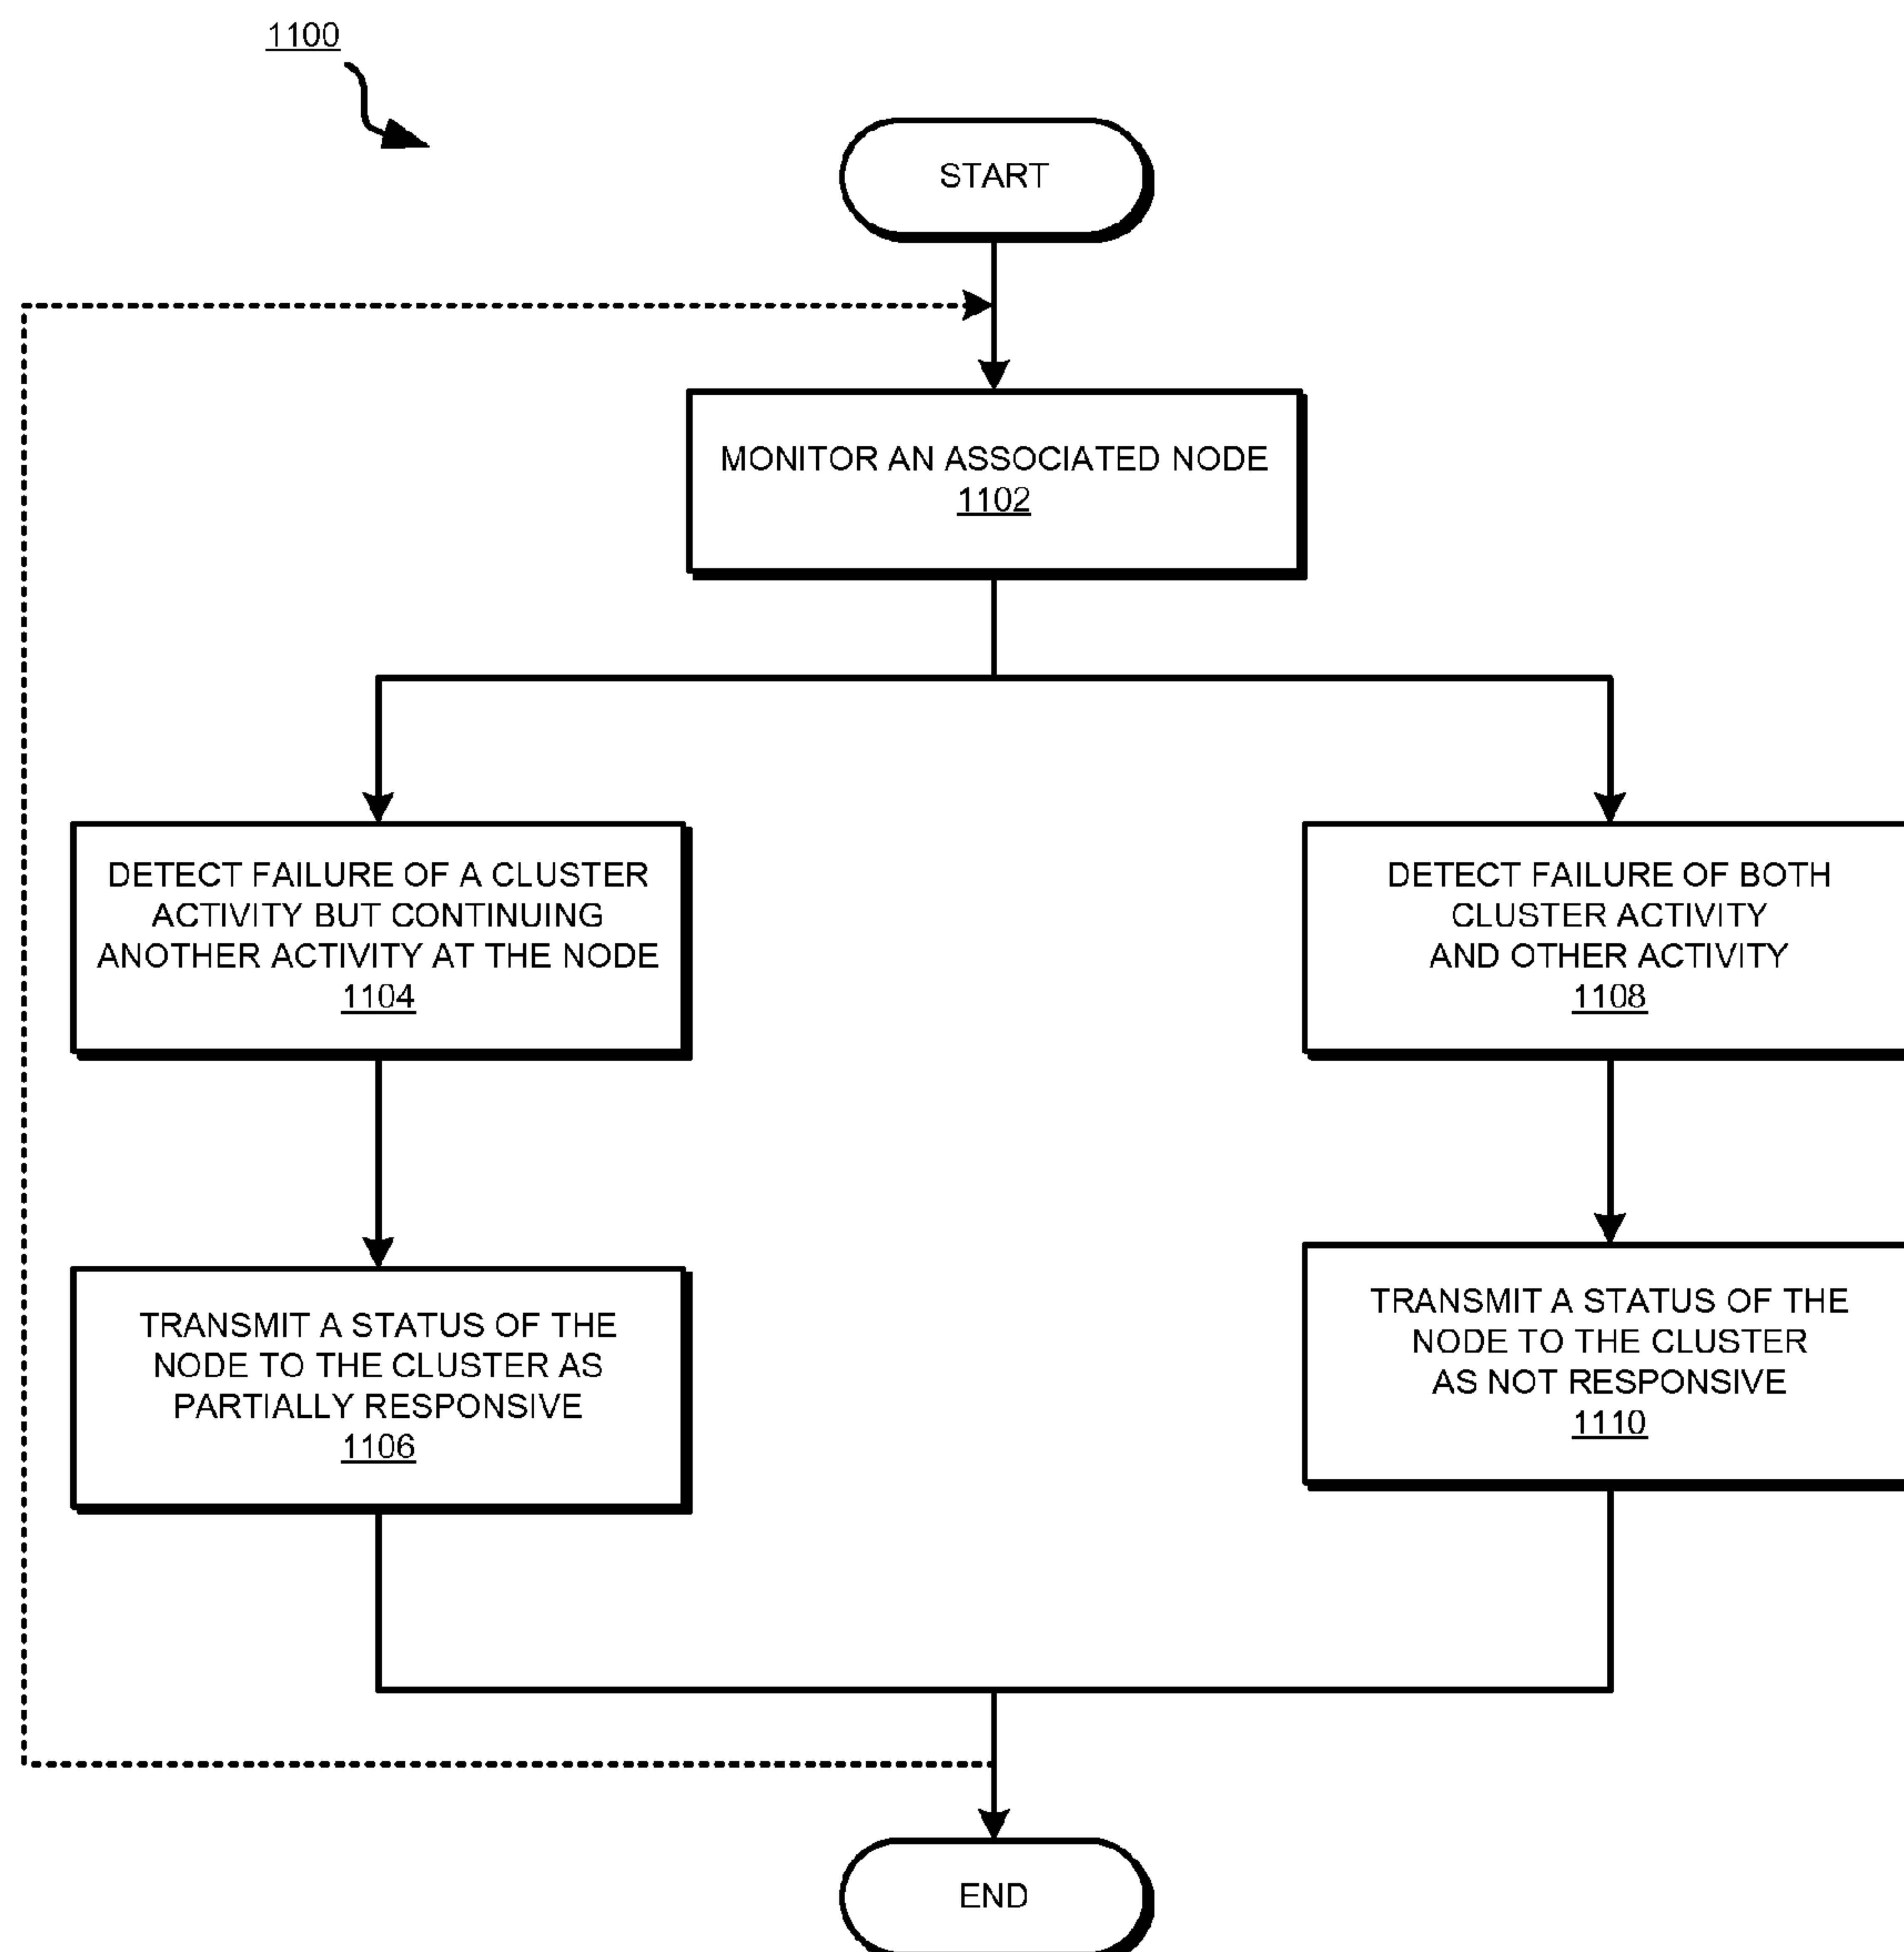 1100
START
MONITOR AN ASSOCIATED NODE
1102
DETECT FAILURE OF A CLUSTER
ACTIVITY BUT CONTINUING
ANOTHER ACTIVITY AT THE NODE
1104
DETECT FAILURE OF BOTH
CLUSTER ACTIVITY
AND OTHER ACTIVITY
1108
TRANSMIT A STATUS OF THE
NODE TO THE CLUSTER AS
PARTIALLY RESPONSIVE
1106
TRANSMIT A STATUS OF THE
NODE TO THE CLUSTER
AS NOT RESPONSIVE
1110
END